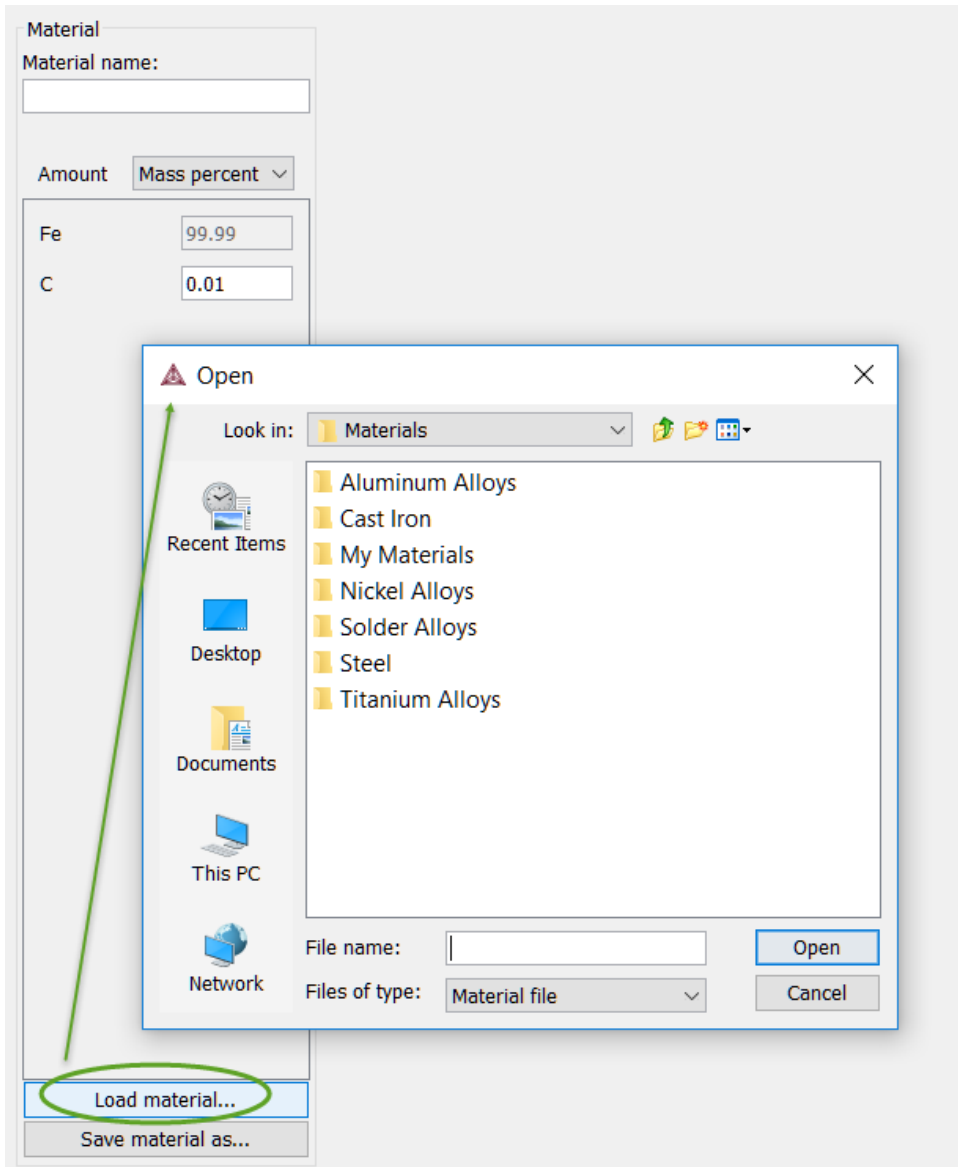 Material
Material name:
Amount Mass percent
Fe 99.99
C 0.01
Open
Look in: Materials
Recent Items
Desktop
Documents
This PC
Network
Aluminum Alloys
Cast Iron
My Materials
Nickel Alloys
Solder Alloys
Steel
Titanium Alloys
File name:
Open
Files of type: Material file
Cancel
Load material...
Save material as...